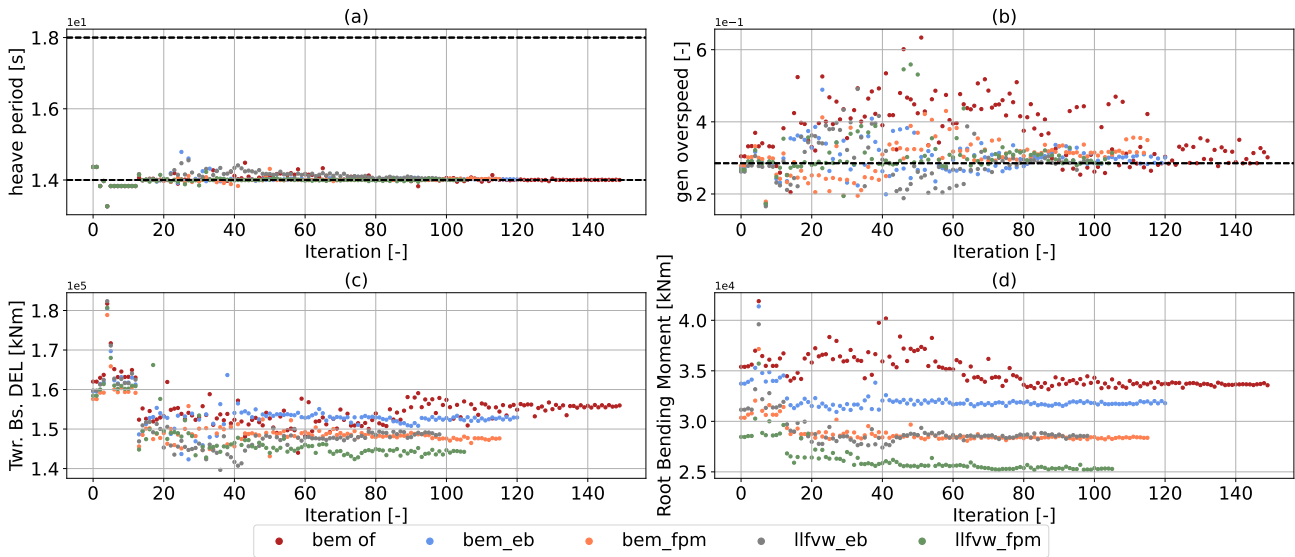 (a)
1e1
heave period [s]
1.8
1.6
1.4
0 20 40 60 80 100 120 140
Iteration [-]
(b)
1e−1
gen overspeed [-]
6
4
2
0 20 40 60 80 100 120 140
Iteration [-]
(c)
1e5
Twr. Bs. DEL [kNm]
1.8
1.7
1.6
1.5
1.4
0 20 40 60 80 100 120 140
Iteration [-]
(d)
1e4
Root Bending Moment [kNm]
4.0
3.5
3.0
2.5
0 20 40 60 80 100 120 140
Iteration [-]
bem of bem_eb bem_fpm llfvw_eb llfvw_fpm